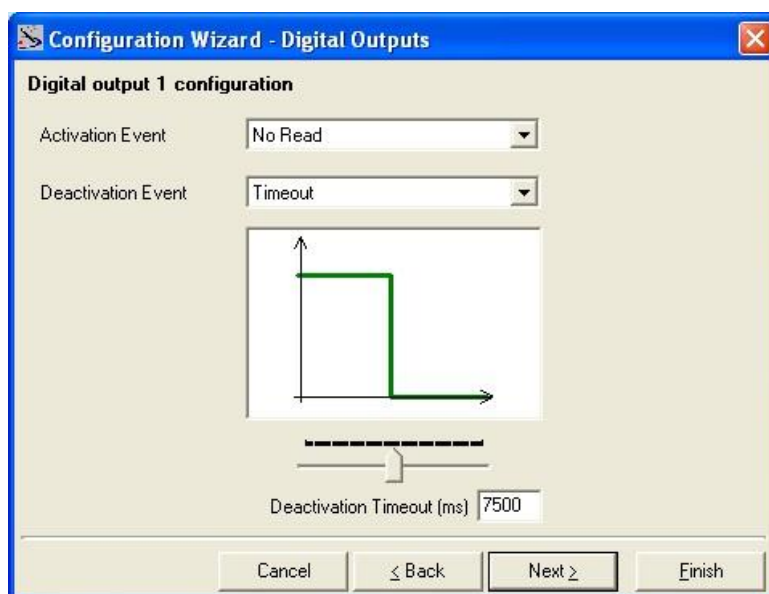 Configuration Wizard - Digital Outputs
Digital output 1 configuration
Activation Event No Read
Deactivation Event Timeout
Deactivation Timeout (ms) 7500
Cancel < Back Next > Finish